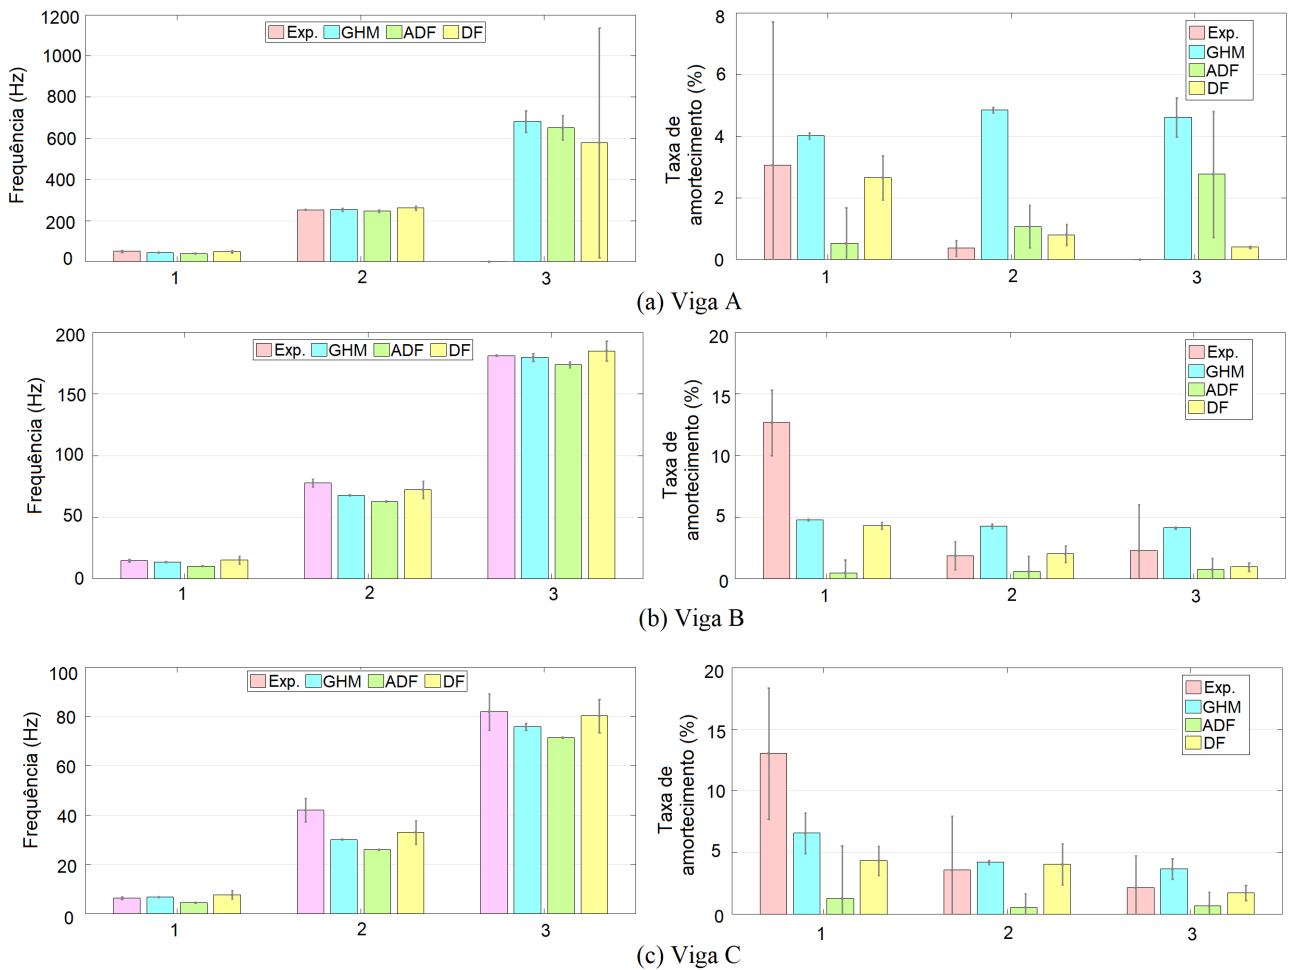 Frequência (Hz)
1200
1000
800
600
400
200
0
Exp. GHM ADF DF
1 2 3
Taxa de
amortecimento (%)
8
6
4
2
0
Exp.
GHM
ADF
DF
1 2 3
(a) Viga A
Frequência (Hz)
200
150
100
50
0
Exp. GHM ADF DF
1 2 3
Taxa de
amortecimento (%)
20
15
10
5
0
Exp.
GHM
ADF
DF
1 2 3
(b) Viga B
Frequência (Hz)
100
80
60
40
20
0
Exp. GHM ADF DF
1 2 3
Taxa de
amortecimento (%)
20
15
10
5
0
Exp.
GHM
ADF
DF
1 2 3
(c) Viga C